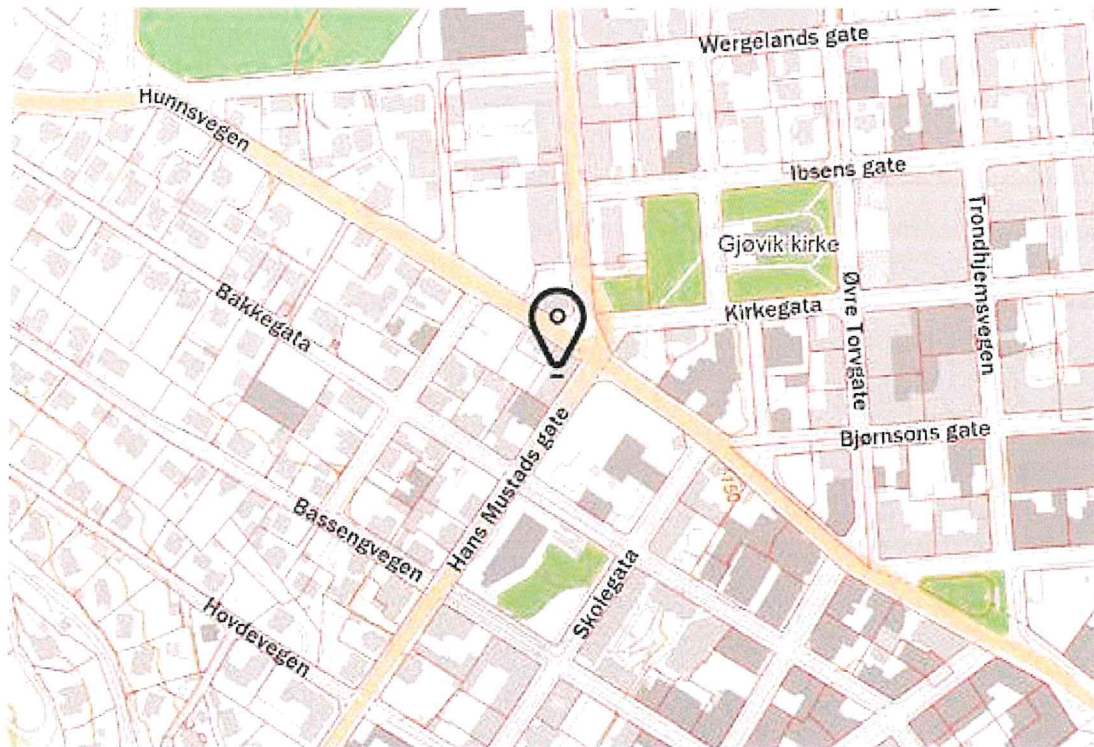 Wergelands gate
Hunnsvegen
Ibsens gate
Trondhjemsvegen
Gjøvik kirke
Bakkegata
Kirkegata
Øvre Torvgate
Bjørnsons gate
Hans Mustads gate
150
Bassengvegen
Skolegata
Hovdevegen